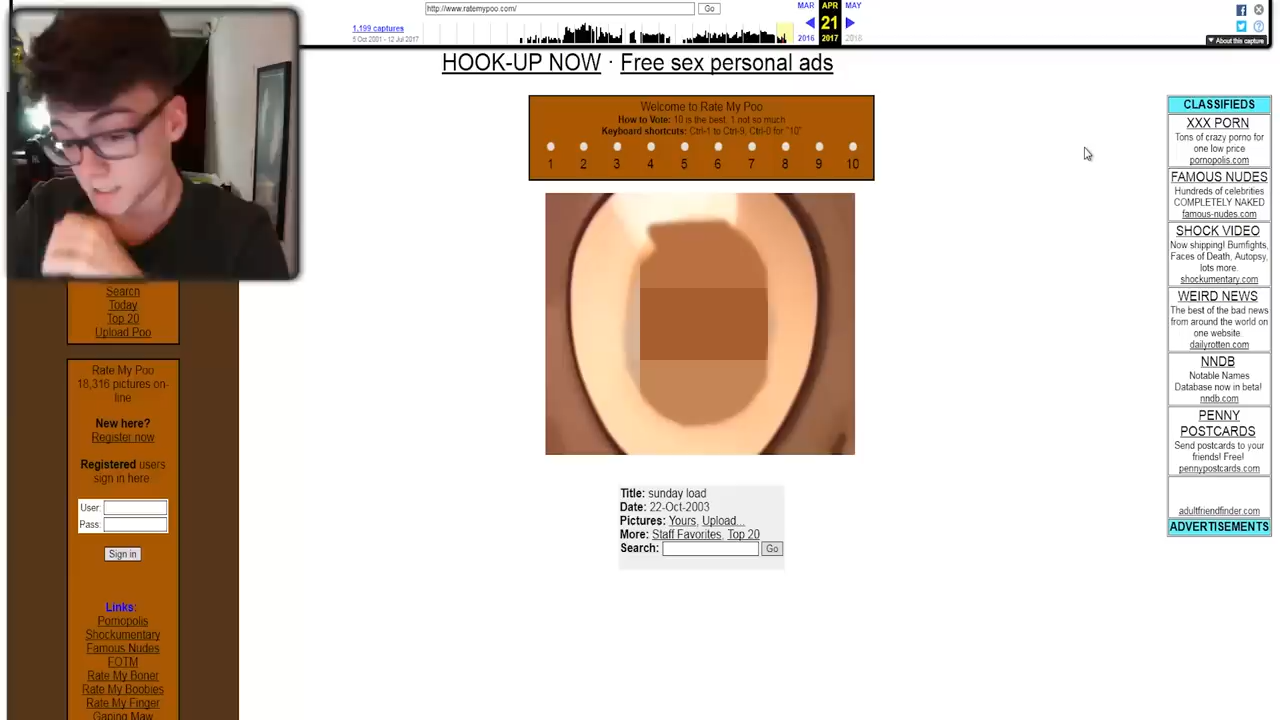 http://www.ratemypoo.com/
Go
MAR
APR
MAY
1,199 captures
21
5 Oct 2001 - 12 Jul 2017
2016
2017
2018
About this capture
HOOK-UP NOW · Free sex personal ads
Welcome to Rate My Poo
How to Vote: 10 is the best. 1 not so much
Keyboard shortcuts: Ctrl-1 to Ctrl-9, Ctrl-0 for "10"
1 2 3 4 5 6 7 8 9 10
Search
Today
Top 20
Upload Poo
Rate My Poo
18,316 pictures on-
line
New here?
Register now
Registered users
sign in here
User:
Pass:
Sign in
Links:
Pornopolis
Shockumentary
Famous Nudes
FOTM
Rate My Boner
Rate My Boobies
Rate My Finger
Gaping Maw
Title: sunday load
Date: 22-Oct-2003
Pictures: Yours, Upload...
More: Staff Favorites, Top 20
Search:
Go
CLASSIFIEDS
XXX PORN
Tons of crazy porno for
one low price
pornopolis.com
FAMOUS NUDES
Hundreds of celebrities
COMPLETELY NAKED
famous-nudes.com
SHOCK VIDEO
Now shipping! Bumfights,
Faces of Death, Autopsy,
lots more.
shockumentary.com
WEIRD NEWS
The best of the bad news
from around the world on
one website.
dailyrotten.com
NNDB
Notable Names
Database now in beta!
nndb.com
PENNY
POSTCARDS
Send postcards to your
friends! Free!
pennypostcards.com
adultfriendfinder.com
ADVERTISEMENTS